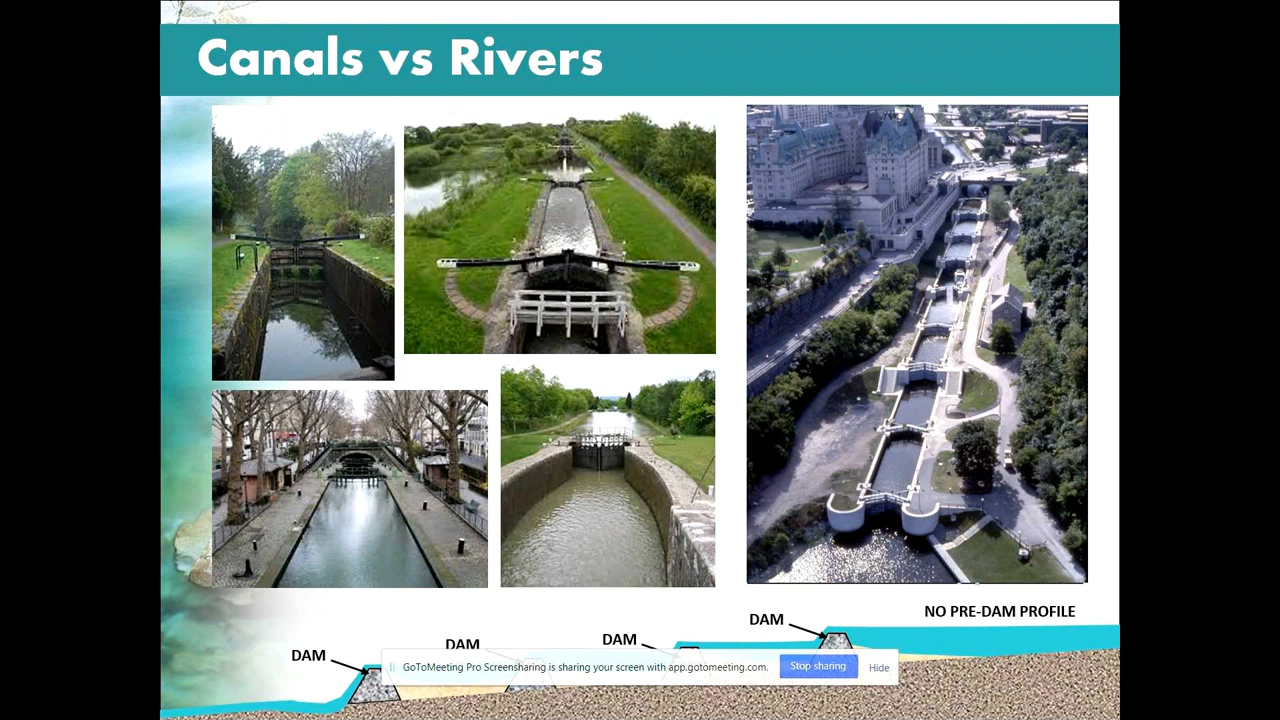 Canals vs Rivers
NO PRE-DAM PROFILE
DAM
DAM
DAM
DAM
GoToMeeting Pro Screensharing is sharing your screen with app.gotomeeting.com.
Stop sharing
Hide